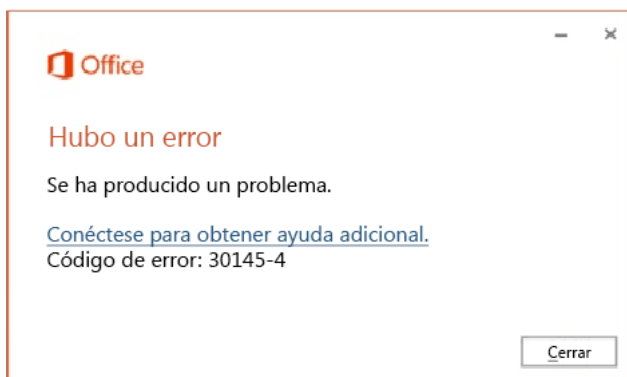 Office
Hubo un error
Se ha producido un problema.
Conéctese para obtener ayuda adicional.
Código de error: 30145-4
Cerrar